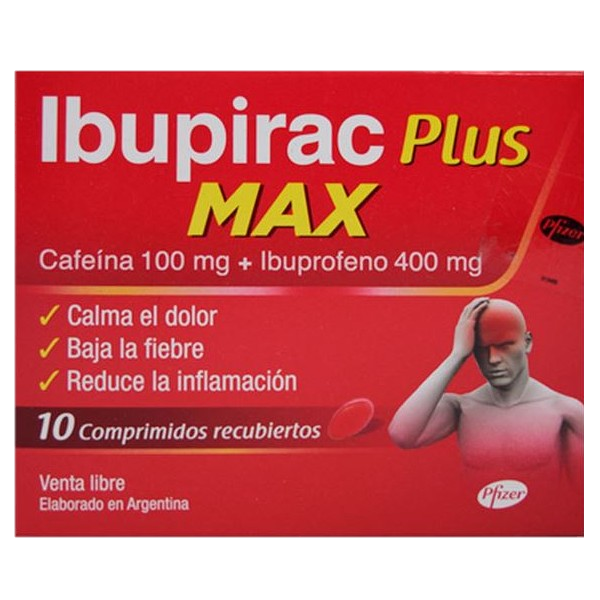 Ibupirac Plus
MAX
Pfizer
Cafeína 100 mg + Ibuprofeno 400 mg
✓ Calma el dolor
✓ Baja la fiebre
✓ Reduce la inflamación
10 Comprimidos recubiertos
Venta libre
Elaborado en Argentina
Pfizer